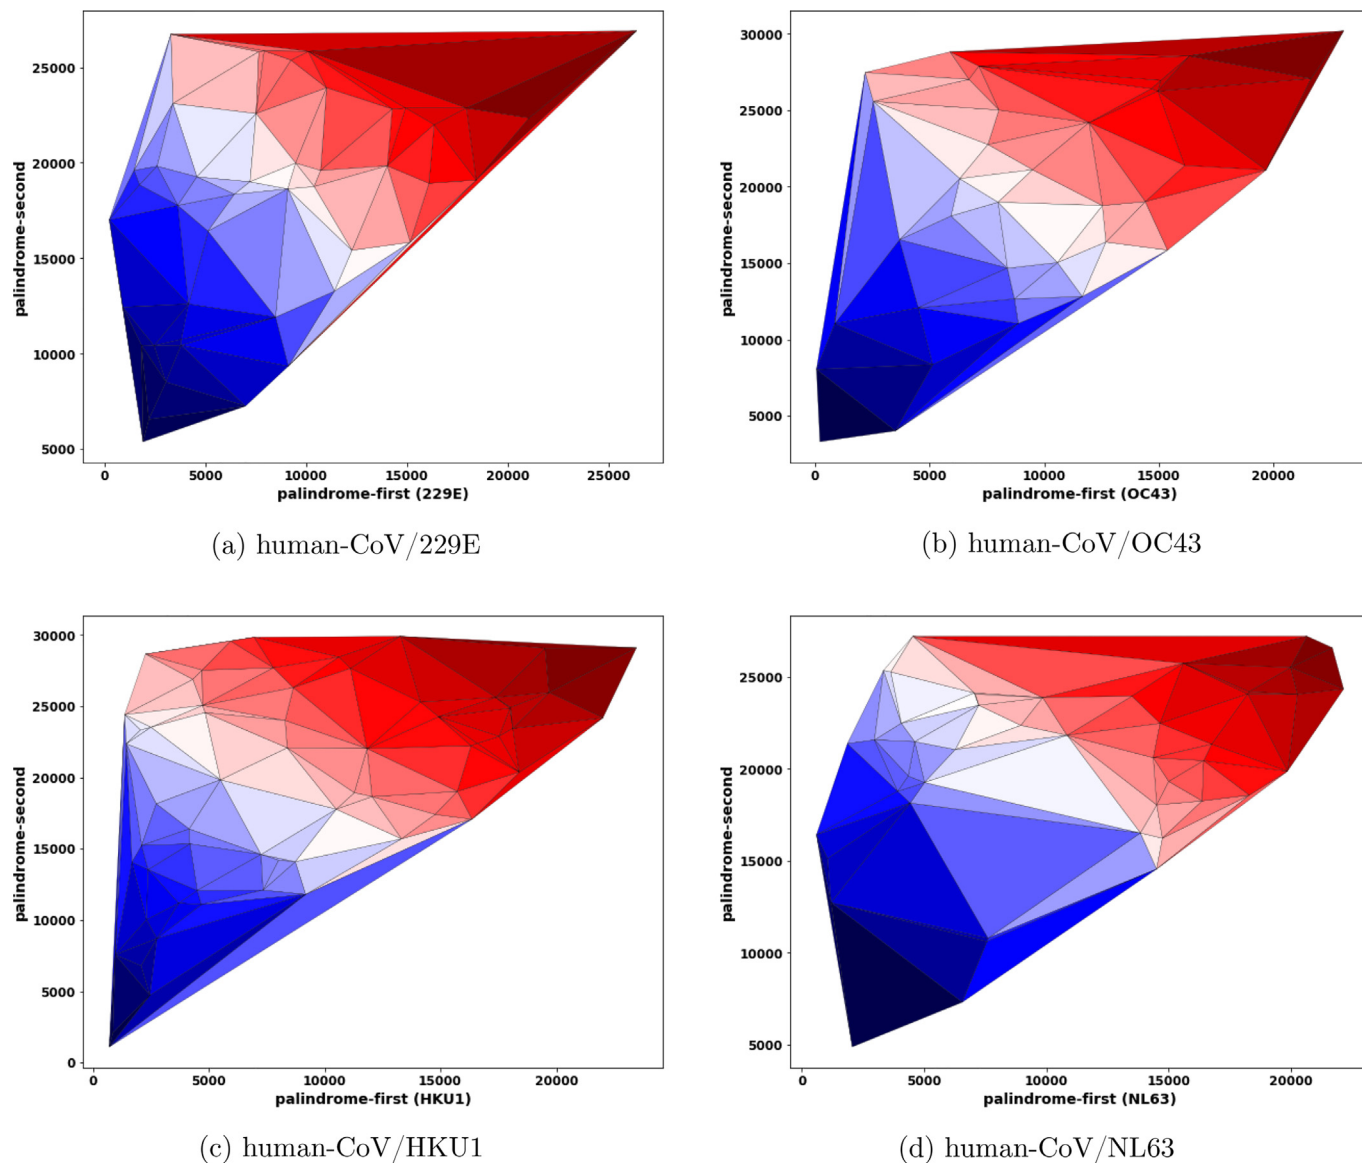 25000
20000
15000
10000
5000
palindrome-second
0 5000 10000 15000 20000 25000
palindrome-first (229E)
(a) human-CoV/229E
30000
25000
20000
15000
10000
5000
palindrome-second
0 5000 10000 15000 20000
palindrome-first (OC43)
(b) human-CoV/OC43
30000
25000
20000
15000
10000
5000
0
palindrome-second
0 5000 10000 15000 20000
palindrome-first (HKU1)
(c) human-CoV/HKU1
25000
20000
15000
10000
5000
palindrome-second
0 5000 10000 15000 20000
palindrome-first (NL63)
(d) human-CoV/NL63